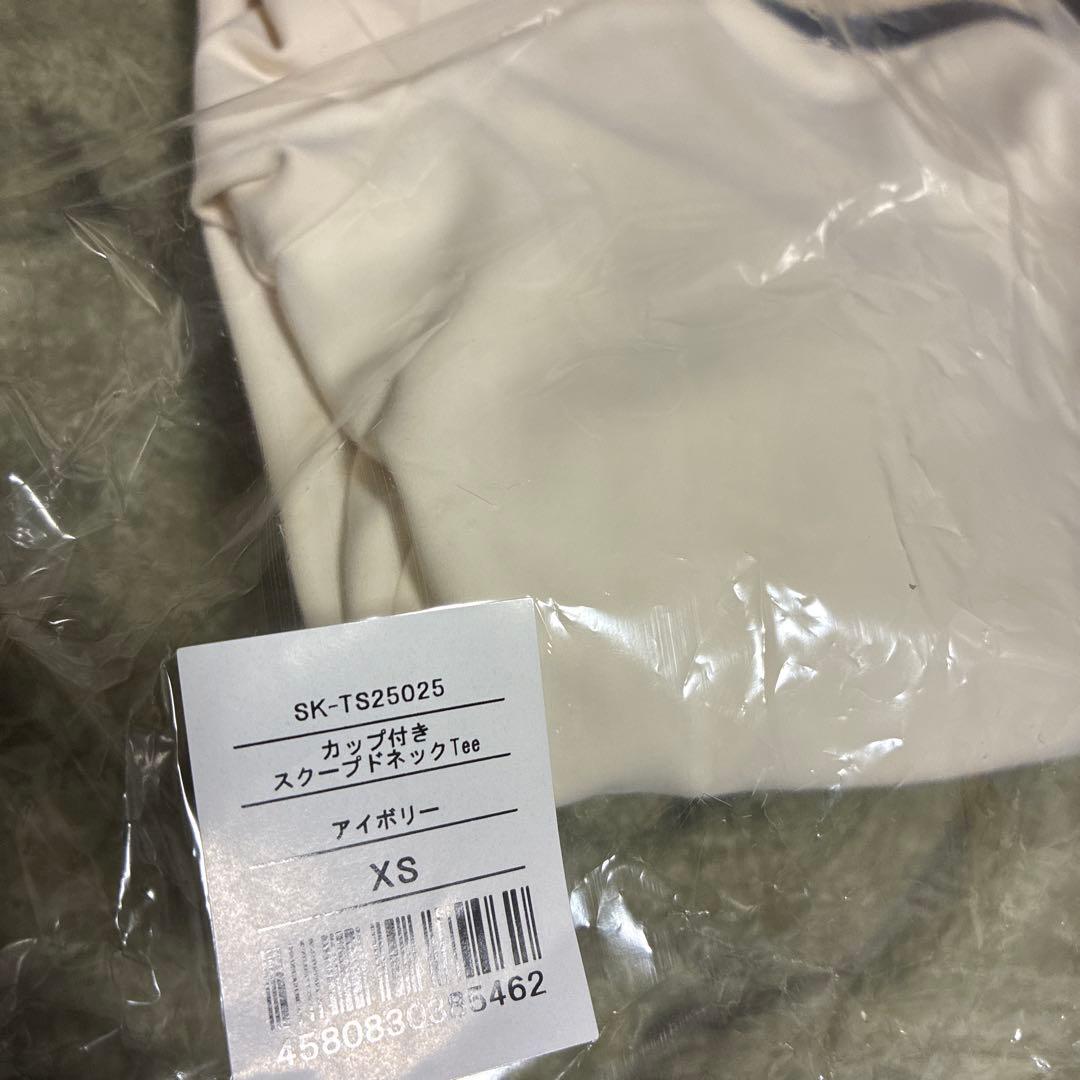 SK-TS25025
カップ付き
スクープドネックTee
アイボリー
XS
4580830385462